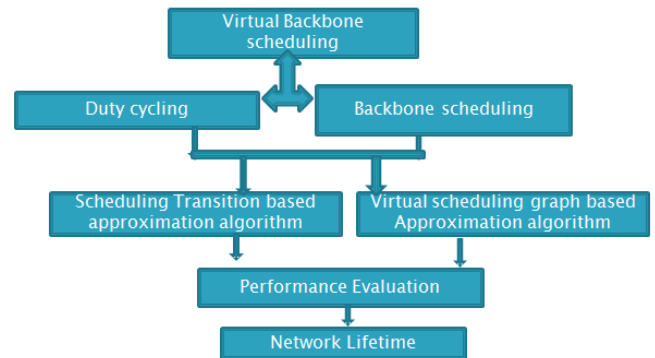 Virtual Backbone
scheduling
Duty cycling
Backbone scheduling
Scheduling Transition based
approximation algorithm
Virtual scheduling graph based
Approximation algorithm
Performance Evaluation
Network Lifetime